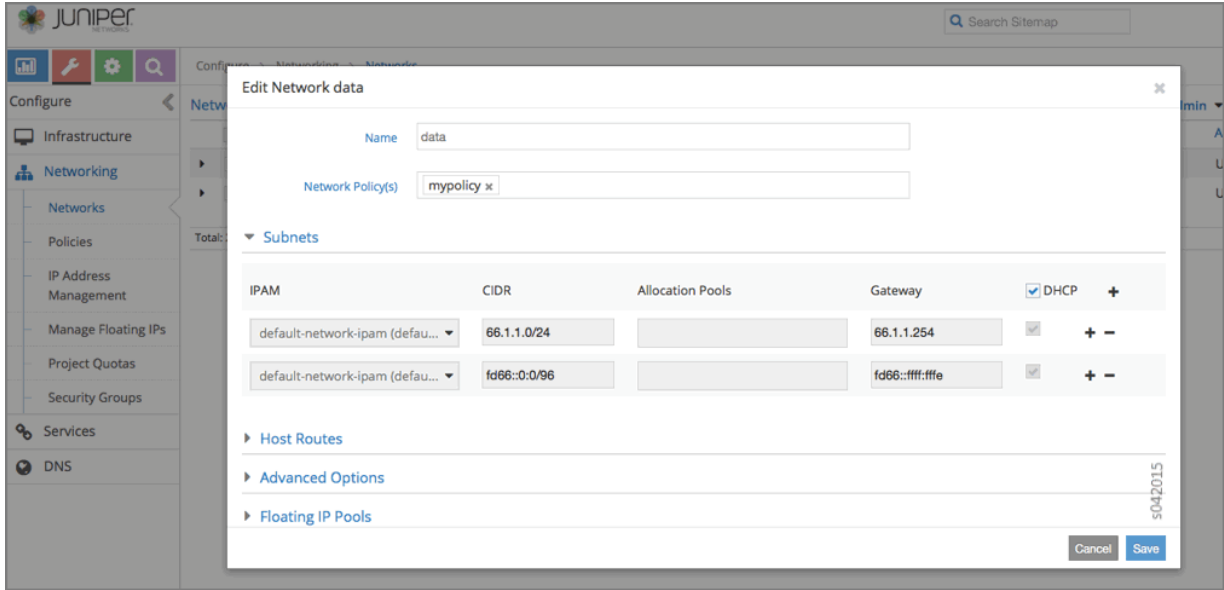 JUNIPER
NETWORKS
Search Sitemap
Configure > Networking > Networks
Configure
Infrastructure
Networking
Networks
Policies
IP Address
Management
Manage Floating IPs
Project Quotas
Security Groups
Services
DNS
Netw
Total:
dmin
A
U
U
Edit Network data
Name
data
Network Policy(s)
mypolicy ×
Subnets
IPAM CIDR Allocation Pools Gateway DHCP +
default-network-ipam (defau... 66.1.1.0/24 66.1.1.254 + −
default-network-ipam (defau... fd66::0:0/96 fd66::ffff:fffe + −
Host Routes
Advanced Options
Floating IP Pools
s042015
Cancel Save